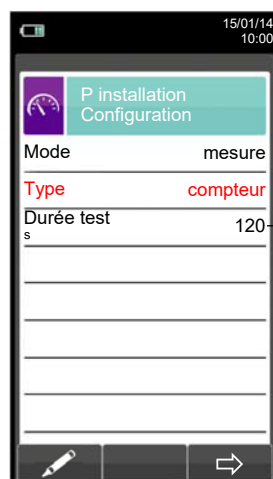 15/01/14
10:00
P installation
Configuration
Mode mesure
Type compteur
Durée test 120
s